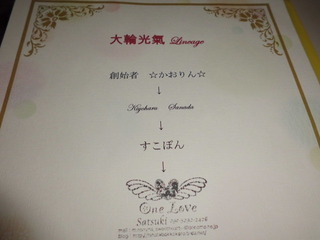 大輪光氣 Lineage
創始者　☆かおりん☆
↓
Kiyoharu Sanada
↓
すこぽん
↓
One Love
Satsuki